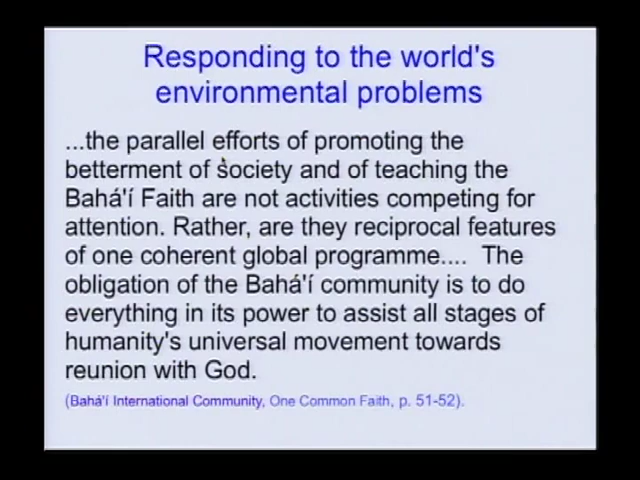 Responding to the world's
environmental problems
...the parallel efforts of promoting the
betterment of society and of teaching the
Bahá'í Faith are not activities competing for
attention. Rather, are they reciprocal features
of one coherent global programme.... The
obligation of the Bahá'í community is to do
everything in its power to assist all stages of
humanity's universal movement towards
reunion with God.
(Bahá'í International Community, One Common Faith, p. 51-52).